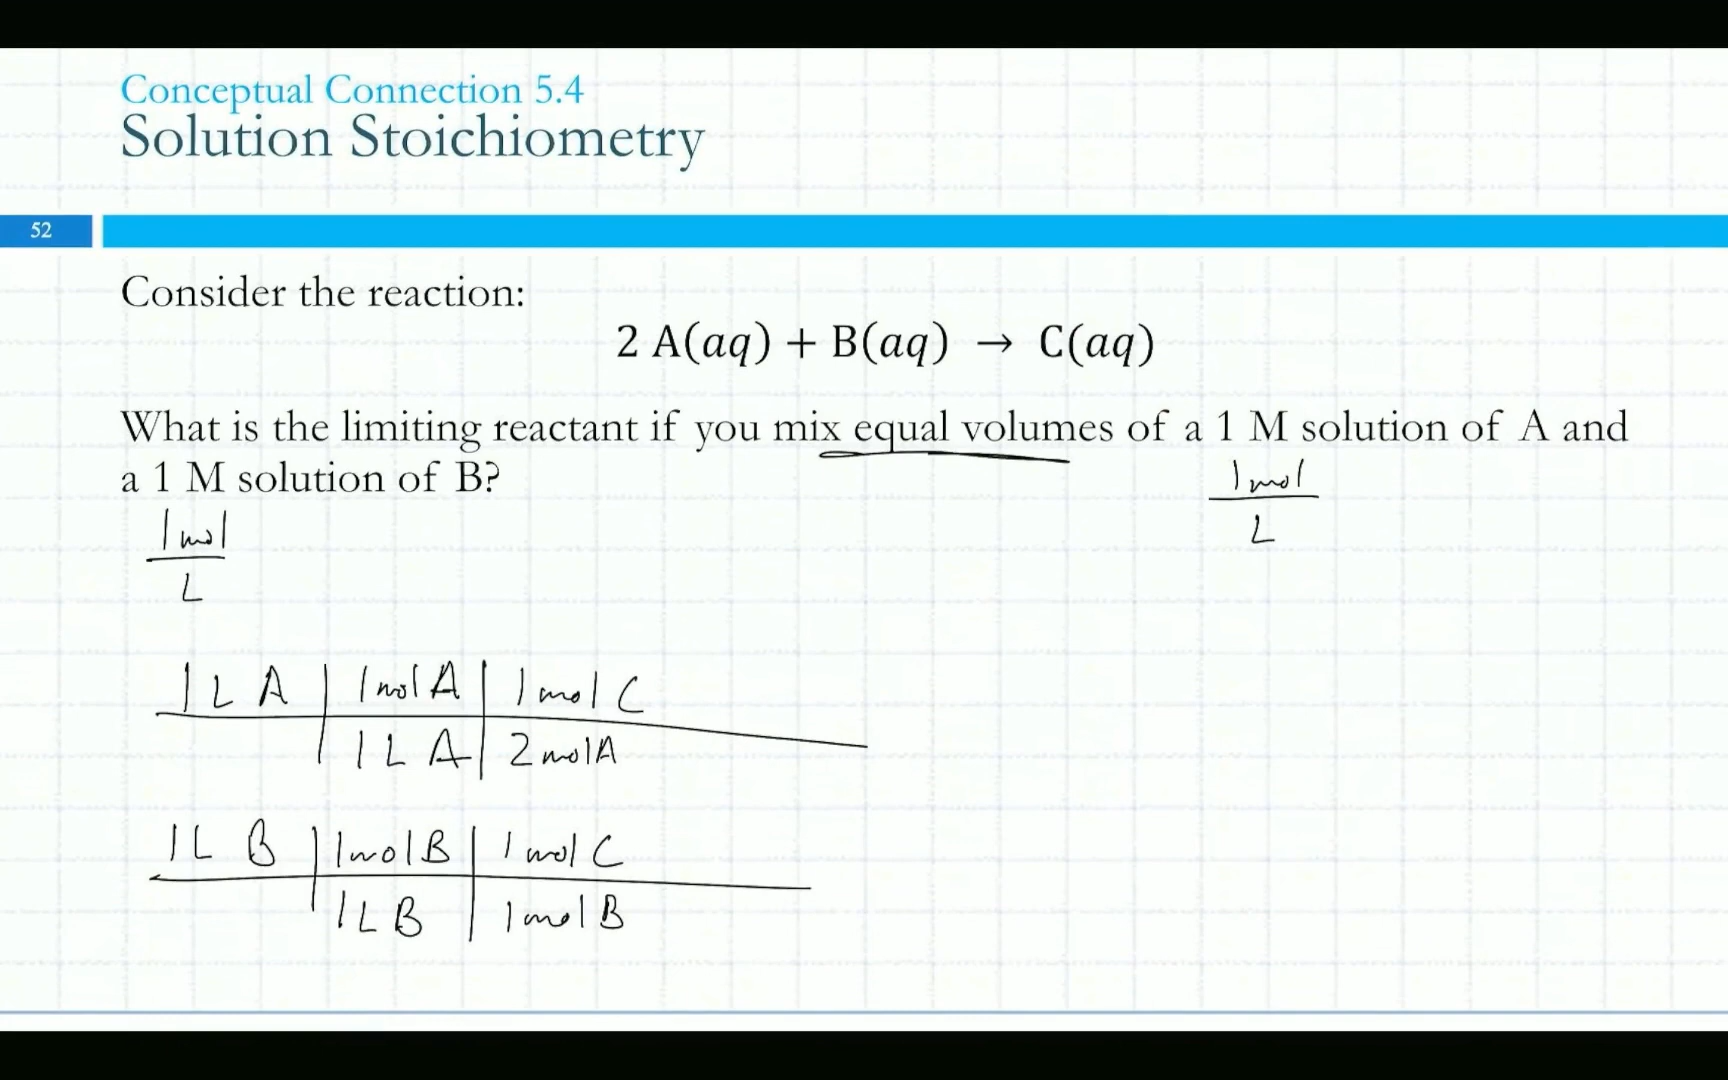 Conceptual Connection 5.4
Solution Stoichiometry
52
Consider the reaction:
2 A(aq) + B(aq) → C(aq)
What is the limiting reactant if you mix equal volumes of a 1 M solution of A and
a 1 M solution of B?
1 mol
L
1 mol
L
1 L A | 1 mol A | 1 mol C
1 L A | 2 mol A
1 L B | 1 mol B | 1 mol C
1 L B | 1 mol B